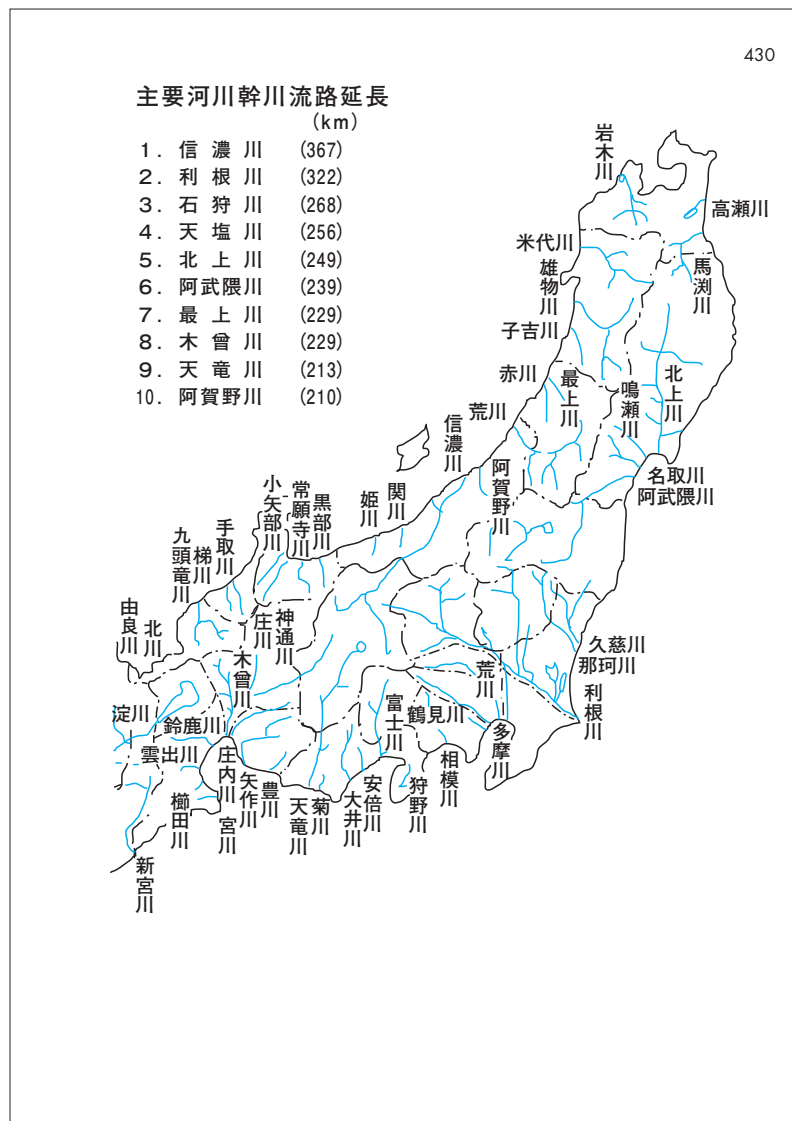 430
主要河川幹川流路延長
(km)
1. 信濃川 (367)
2. 利根川 (322)
3. 石狩川 (268)
4. 天塩川 (256)
5. 北上川 (249)
6. 阿武隈川 (239)
7. 最上川 (229)
8. 木曾川 (229)
9. 天竜川 (213)
10. 阿賀野川 (210)
岩木川
高瀬川
米代川
馬渕川
雄物川
子吉川
赤川
最上川
鳴瀬川
北上川
荒川
信濃川
阿賀野川
名取川
阿武隈川
関川
姫川
黒部川
常願寺川
小矢部川
手取川
梯川
九頭竜川
北川
由良川
庄川
神通川
木曾川
久慈川
那珂川
利根川
荒川
鶴見川
富士川
多摩川
淀川
鈴鹿川
雲出川
櫛田川
庄内川
宮川
矢作川
豊川
天竜川
菊川
大井川
安倍川
狩野川
相模川
新宮川